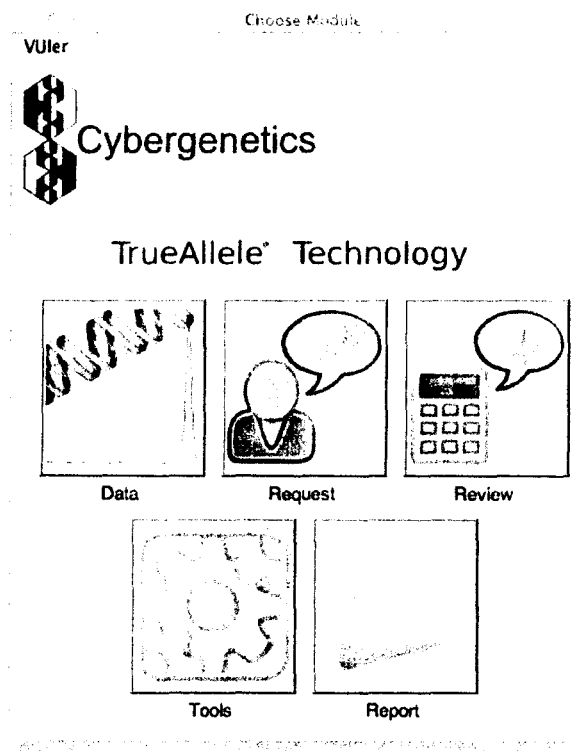 Choose Module
VUIer
Cybergenetics
TrueAllele® Technology
Data Request Review
Tools Report